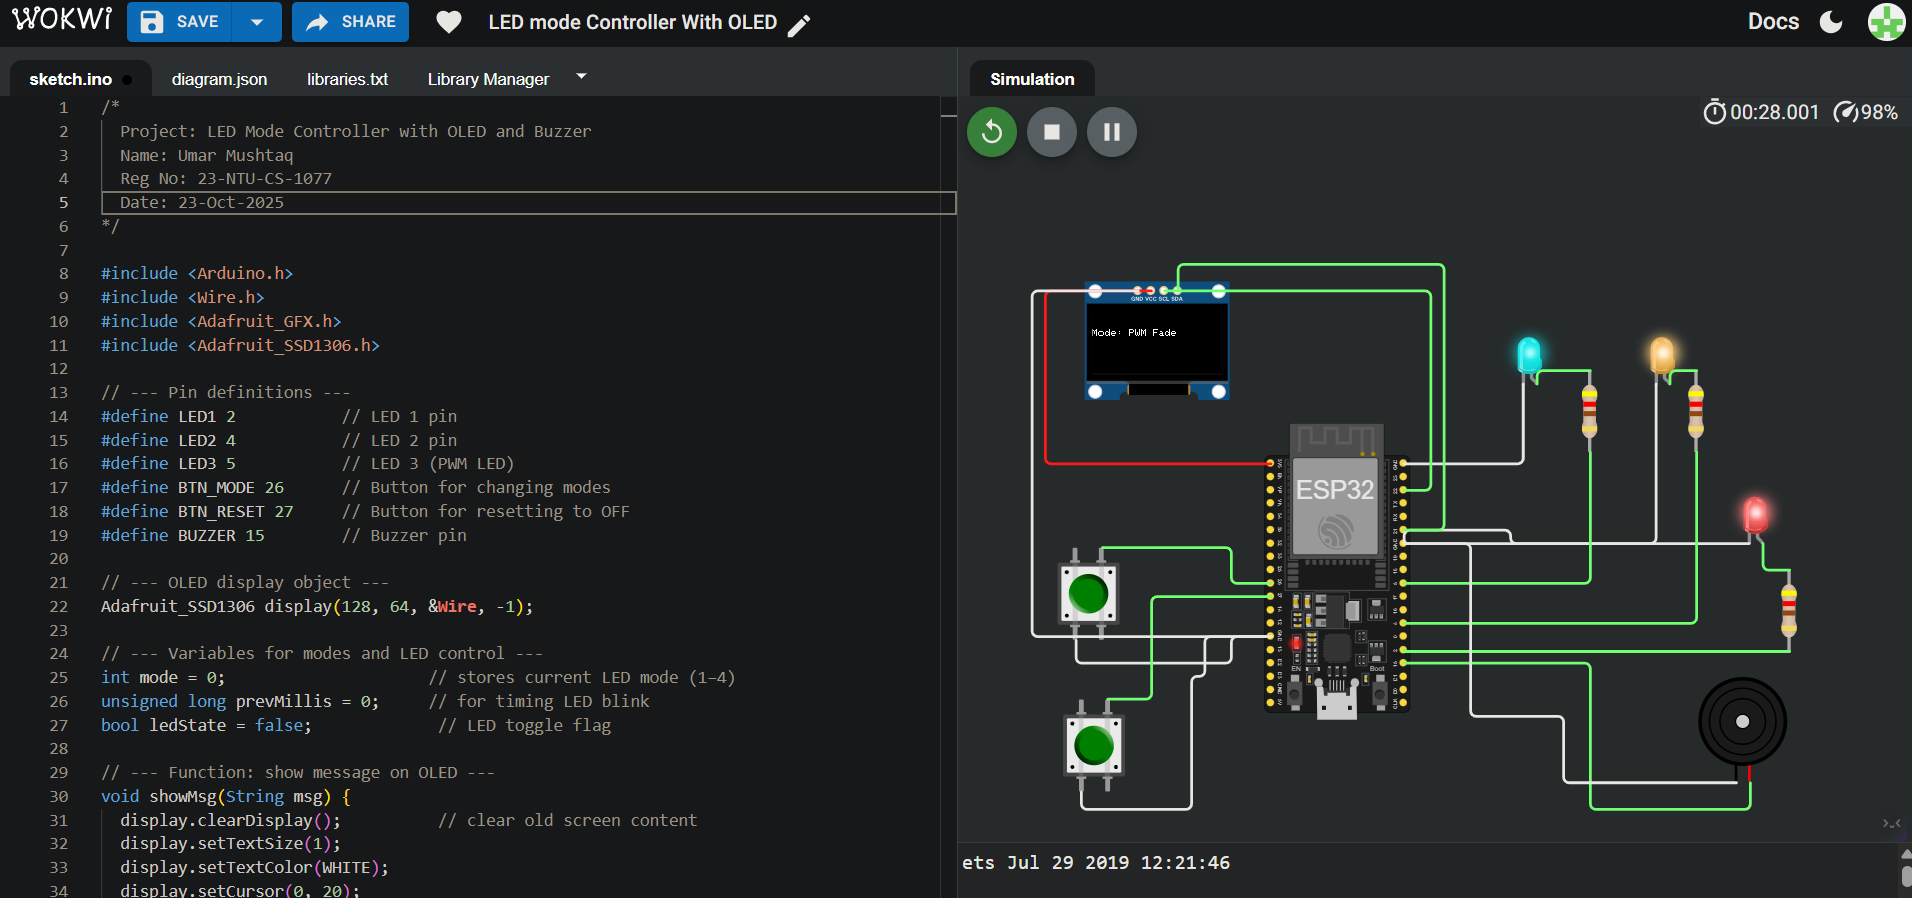 WOKWi
SAVE
SHARE
LED mode Controller With OLED
Docs
sketch.ino
diagram.json
libraries.txt
Library Manager
Simulation
00:28.001
98%
1 /*
2 Project: LED Mode Controller with OLED and Buzzer
3 Name: Umar Mushtaq
4 Reg No: 23-NTU-CS-1077
5 Date: 23-Oct-2025
6 */
7
8 #include <Arduino.h>
9 #include <Wire.h>
10 #include <Adafruit_GFX.h>
11 #include <Adafruit_SSD1306.h>
12
13 // --- Pin definitions ---
14 #define LED1 2 // LED 1 pin
15 #define LED2 4 // LED 2 pin
16 #define LED3 5 // LED 3 (PWM LED)
17 #define BTN_MODE 26 // Button for changing modes
18 #define BTN_RESET 27 // Button for resetting to OFF
19 #define BUZZER 15 // Buzzer pin
20
21 // --- OLED display object ---
22 Adafruit_SSD1306 display(128, 64, &Wire, -1);
23
24 // --- Variables for modes and LED control ---
25 int mode = 0; // stores current LED mode (1–4)
26 unsigned long prevMillis = 0; // for timing LED blink
27 bool ledState = false; // LED toggle flag
28
29 // --- Function: show message on OLED ---
30 void showMsg(String msg) {
31 display.clearDisplay(); // clear old screen content
32 display.setTextSize(1);
33 display.setTextColor(WHITE);
34 display.setCursor(0, 20);
GND VCC SCL SDA
Mode: PWM Fade
ESP32
EN
Boot
ets Jul 29 2019 12:21:46